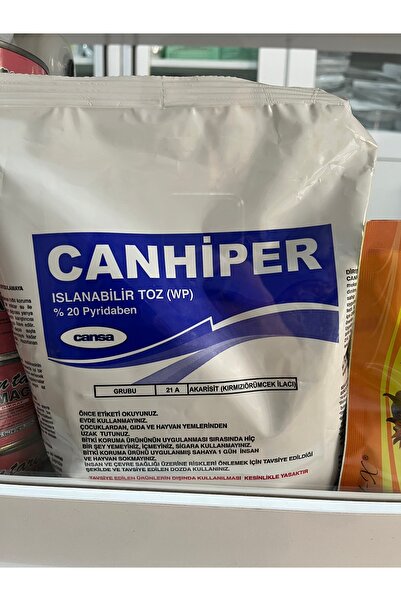 CANHİPER
ISLANABİLİR TOZ (WP)
% 20 Pyridaben
cansa
GRUBU 21 A AKARİSİT (KIRMIZIÖRÜMCEK İLACI)
ÖNCE ETİKETİ OKUYUNUZ.
EVDE KULLANMAYINIZ.
ÇOCUKLARDAN, GIDA VE HAYVAN YEMLERİNDEN
UZAK TUTUNUZ.
BİTKİ KORUMA ÜRÜNÜNÜN UYGULANMASI SIRASINDA HİÇ
BİR ŞEY YEMEYİNİZ, İÇMEYİNİZ, SİGARA KULLANMAYINIZ.
BİTKİ KORUMA ÜRÜNÜ UYGULANMIŞ SAHAYA 1 GÜN İNSAN
VE HAYVAN SOKMAYINIZ.
İNSAN VE ÇEVRE SAĞLIĞI ÜZERİNE RİSKLERİ ÖNLEMEK İÇİN TAVSİYE EDİLDİĞİ
ŞEKİLDE VE TAVSİYE EDİLEN DOZDA KULLANINIZ.
TAVSİYE EDİLEN ÜRÜNLERİN DIŞINDA KULLANILMASI KESİNLİKLE YASAKTIR